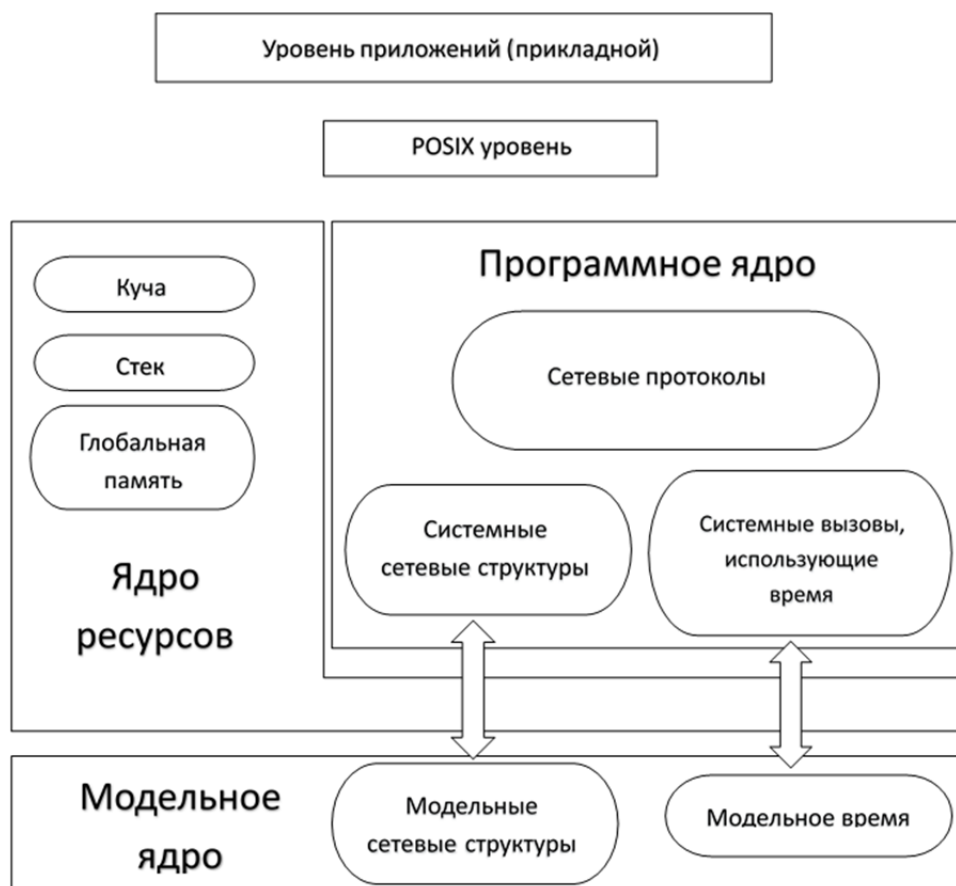 Уровень приложений (прикладной)
POSIX уровень
Куча
Стек
Глобальная
память
Ядро
ресурсов
Программное ядро
Сетевые протоколы
Системные
сетевые структуры
Системные вызовы,
использующие
время
Модельное
ядро
Модельные
сетевые структуры
Модельное время